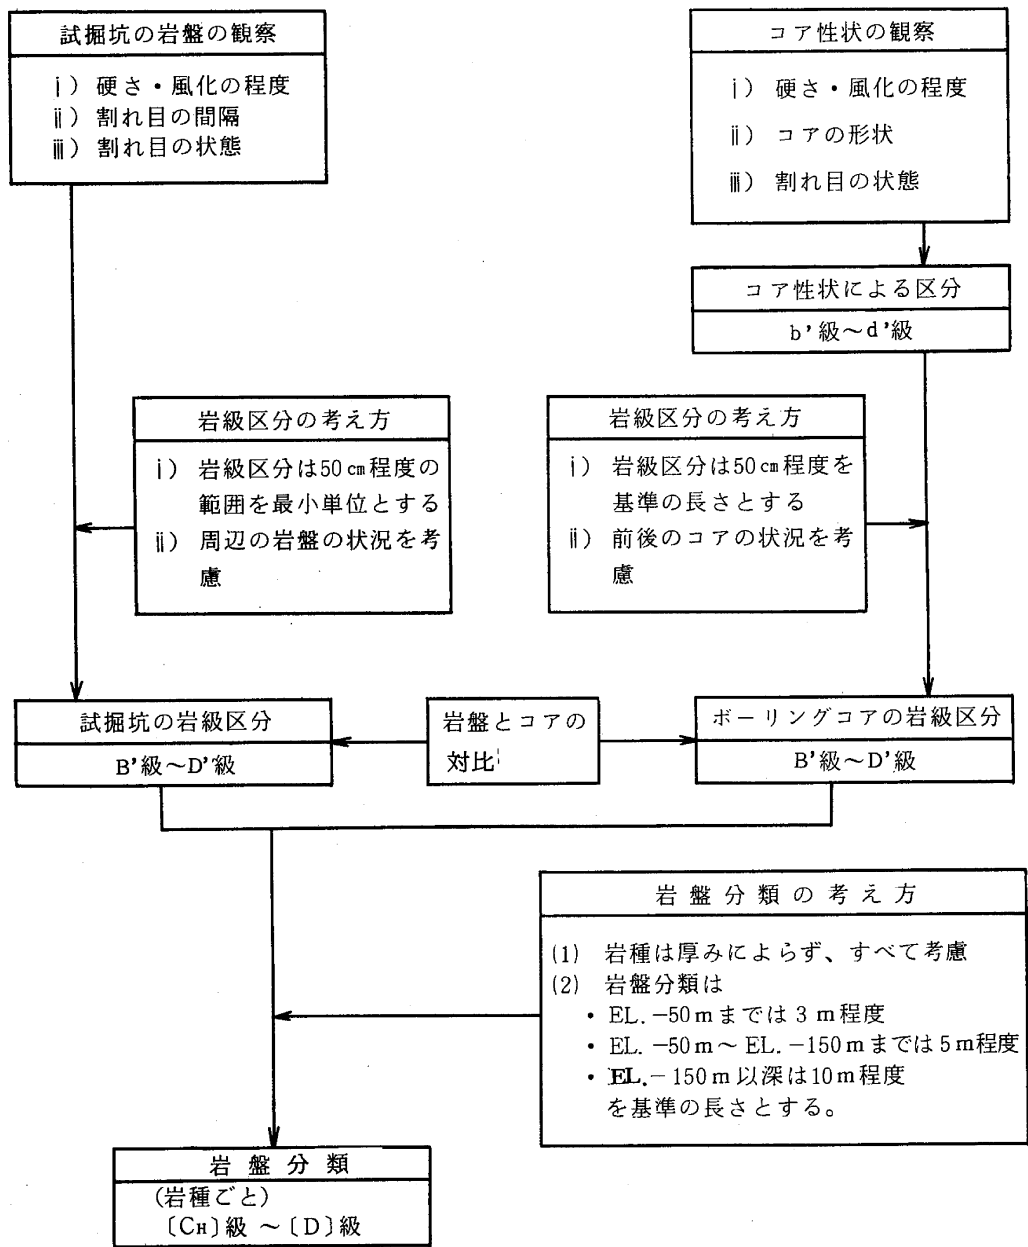 試掘坑の岩盤の観察
ⅰ) 硬さ・風化の程度
ⅱ) 割れ目の間隔
ⅲ) 割れ目の状態
コア性状の観察
ⅰ) 硬さ・風化の程度
ⅱ) コアの形状
ⅲ) 割れ目の状態
コア性状による区分
b'級～d'級
岩級区分の考え方
ⅰ) 岩級区分は50㎝程度の
範囲を最小単位とする
ⅱ) 周辺の岩盤の状況を考
慮
岩級区分の考え方
ⅰ) 岩級区分は50㎝程度を
基準の長さとする
ⅱ) 前後のコアの状況を考
慮
試掘坑の岩級区分
B'級～D'級
岩盤とコアの
対比
ボーリングコアの岩級区分
B'級～D'級
岩盤分類の考え方
(1) 岩種は厚みによらず、すべて考慮
(2) 岩盤分類は
・EL.－50mまでは3m程度
・EL.－50m～EL.－150mまでは5m程度
・EL.－150m以深は10m程度
を基準の長さとする。
岩盤分類
(岩種ごと)
〔CH〕級～〔D〕級